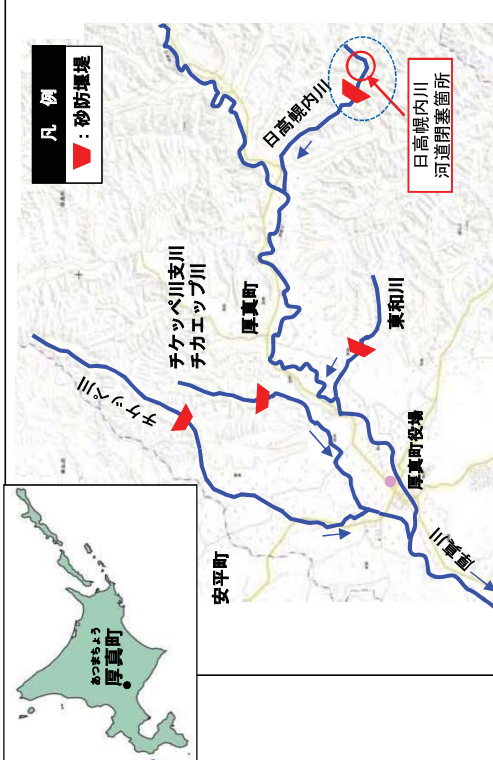 凡 例
：砂防堰堤
日高幌内川
日高幌内川
河道閉塞箇所
チケッペ川支川
チカエップ川
厚真町
東和川
チケッペ川
厚真町役場
安平町
厚真川
あつまちょう
厚真町